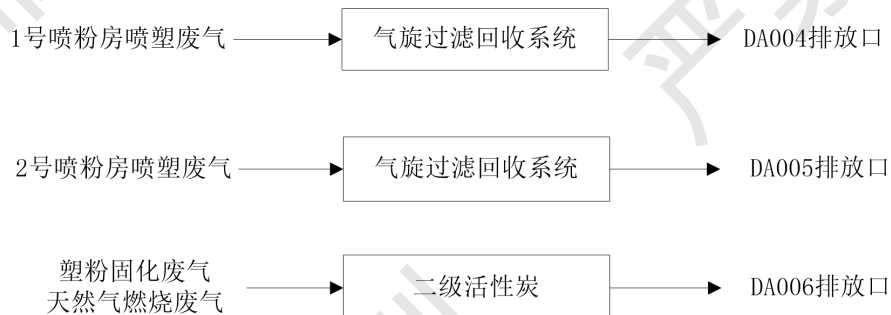 1号喷粉房喷塑废气 气旋过滤回收系统 DA004排放口
2号喷粉房喷塑废气 气旋过滤回收系统 DA005排放口
塑粉固化废气
天然气燃烧废气 二级活性炭 DA006排放口
严